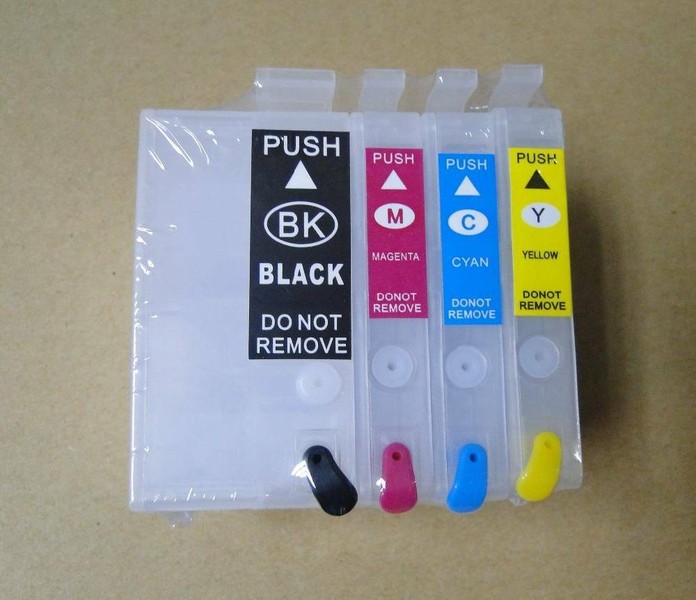 PUSH
BK
BLACK
DO NOT
REMOVE
PUSH
M
MAGENTA
DONOT
REMOVE
PUSH
C
CYAN
DONOT
REMOVE
PUSH
Y
YELLOW
DONOT
REMOVE